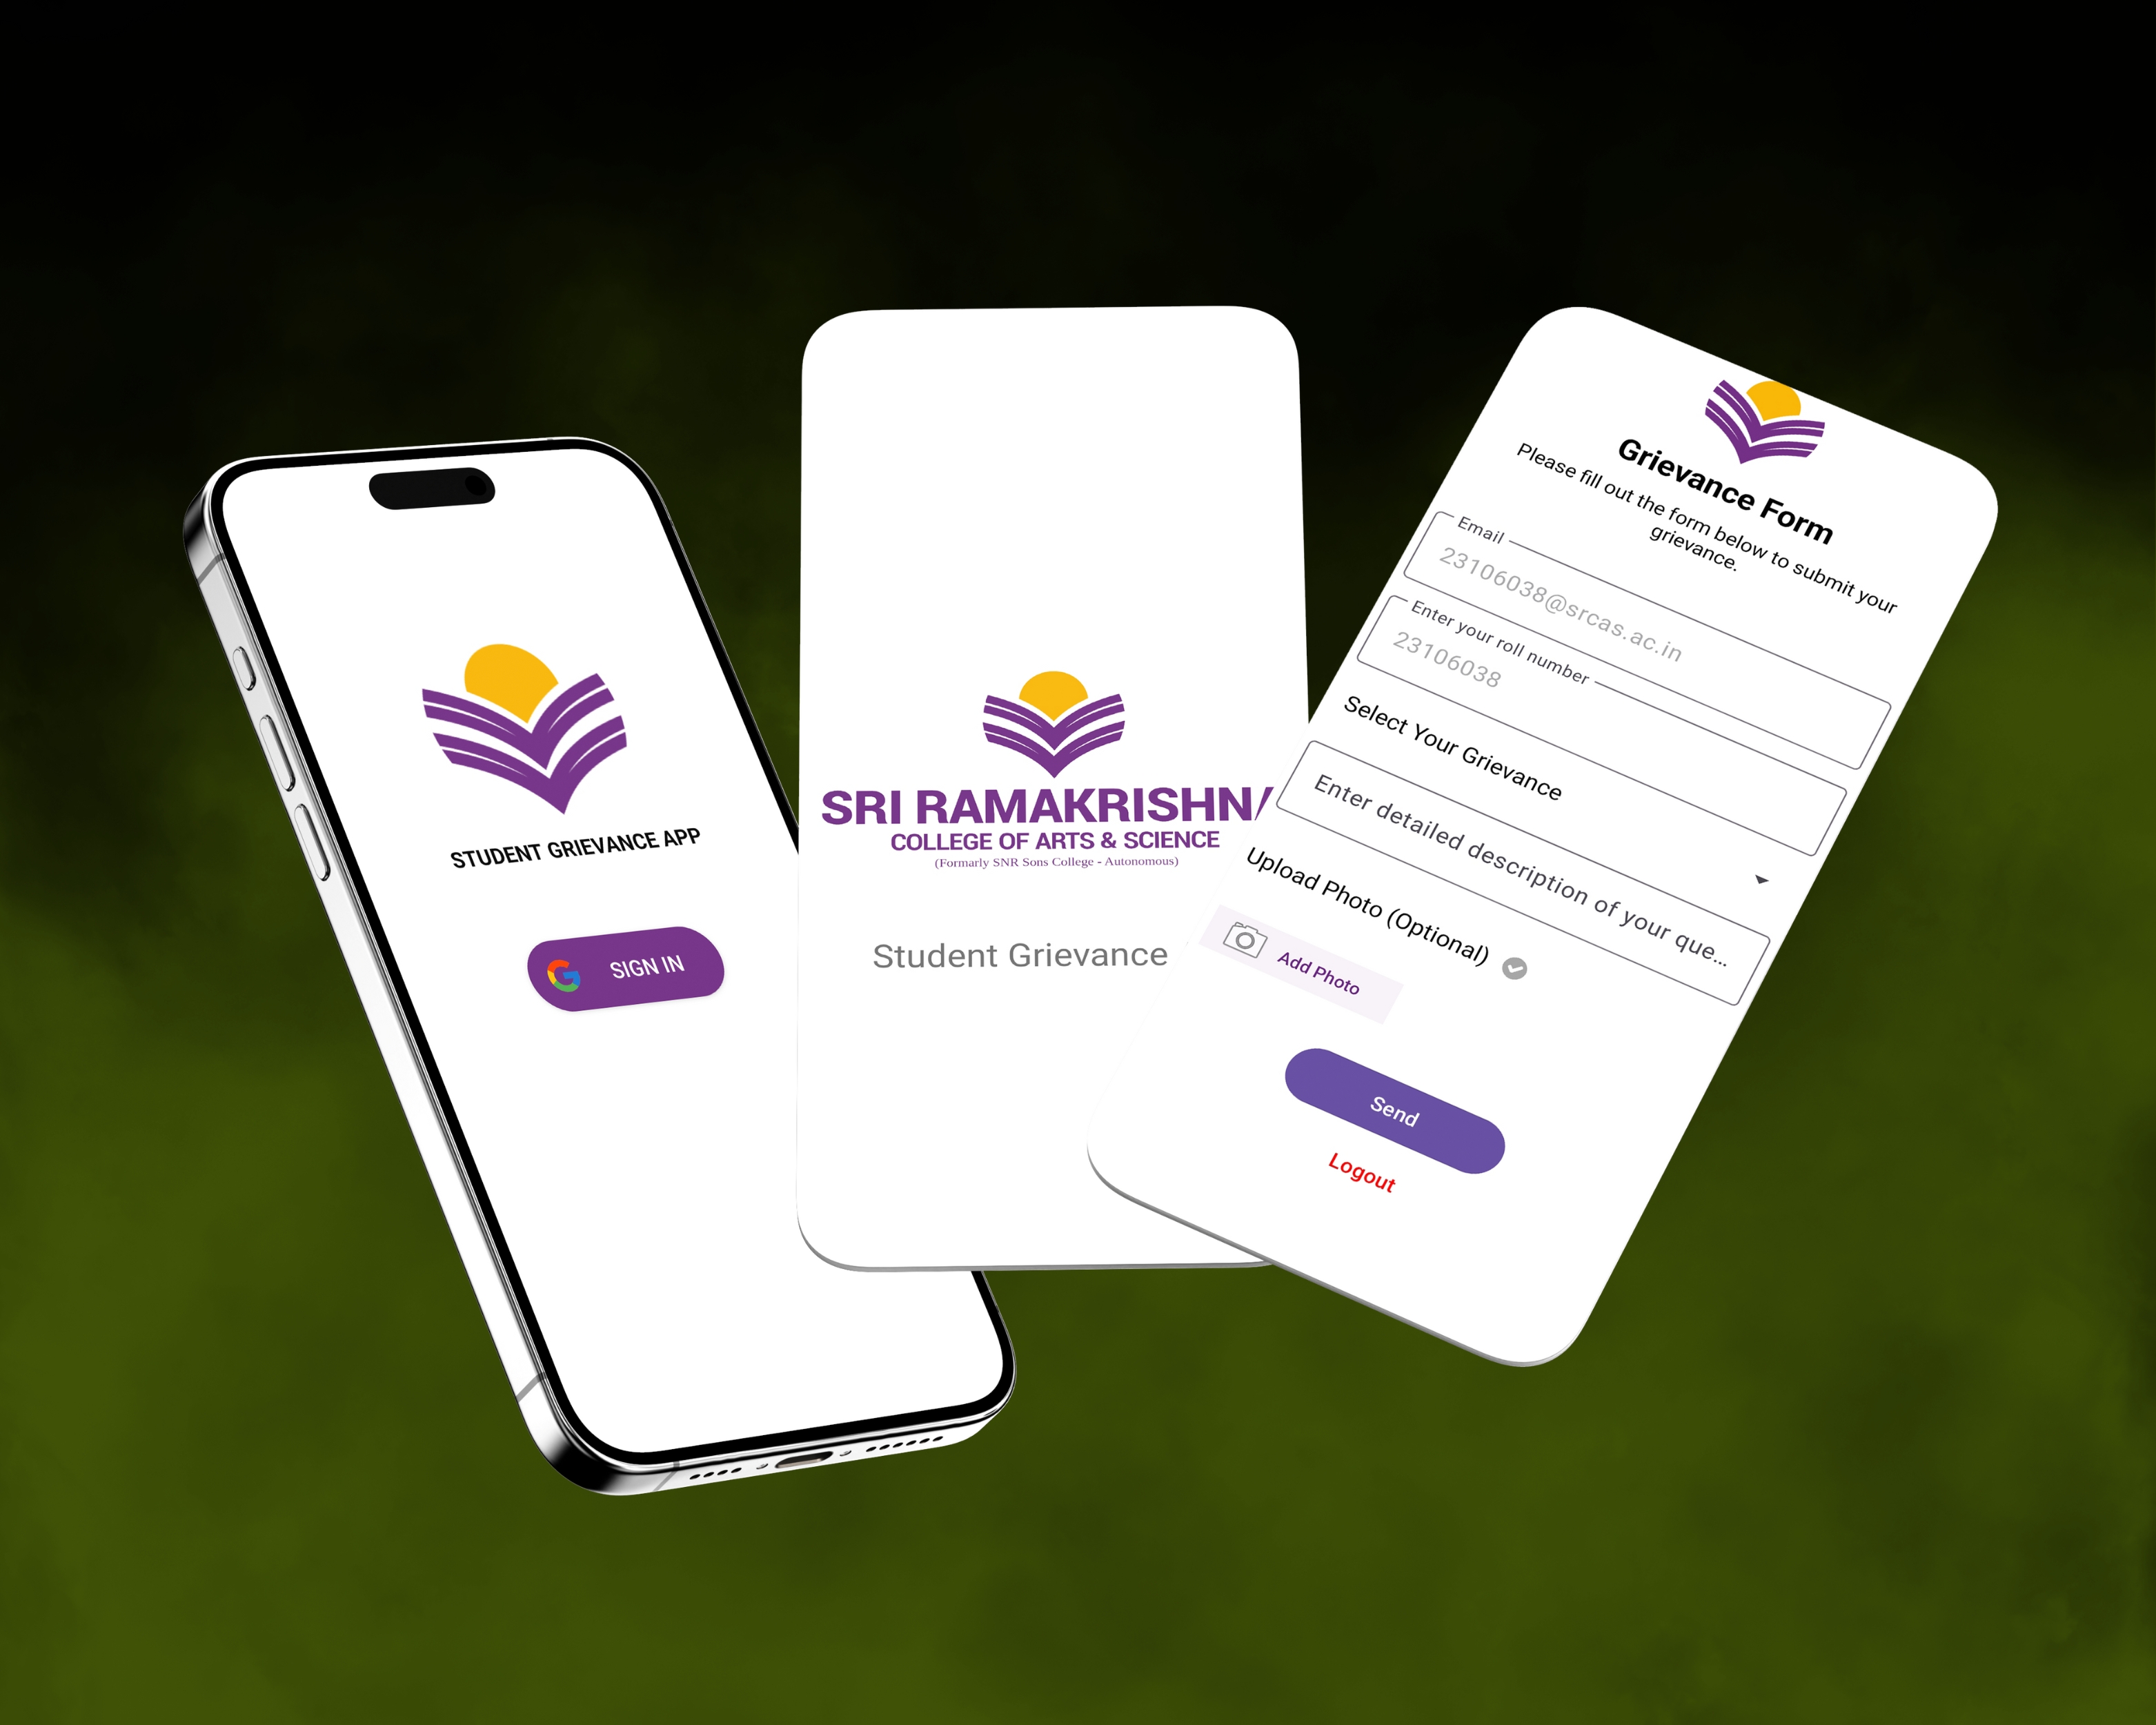 STUDENT GRIEVANCE APP
SIGN IN
SRI RAMAKRISHNA
COLLEGE OF ARTS & SCIENCE
(Formarly SNR Sons College - Autonomous)
Student Grievance
Grievance Form
Please fill out the form below to submit your
grievance.
Email
23106038@srcas.ac.in
Enter your roll number
23106038
Select Your Grievance
Enter detailed description of your que...
Upload Photo (Optional)
Add Photo
Send
Logout